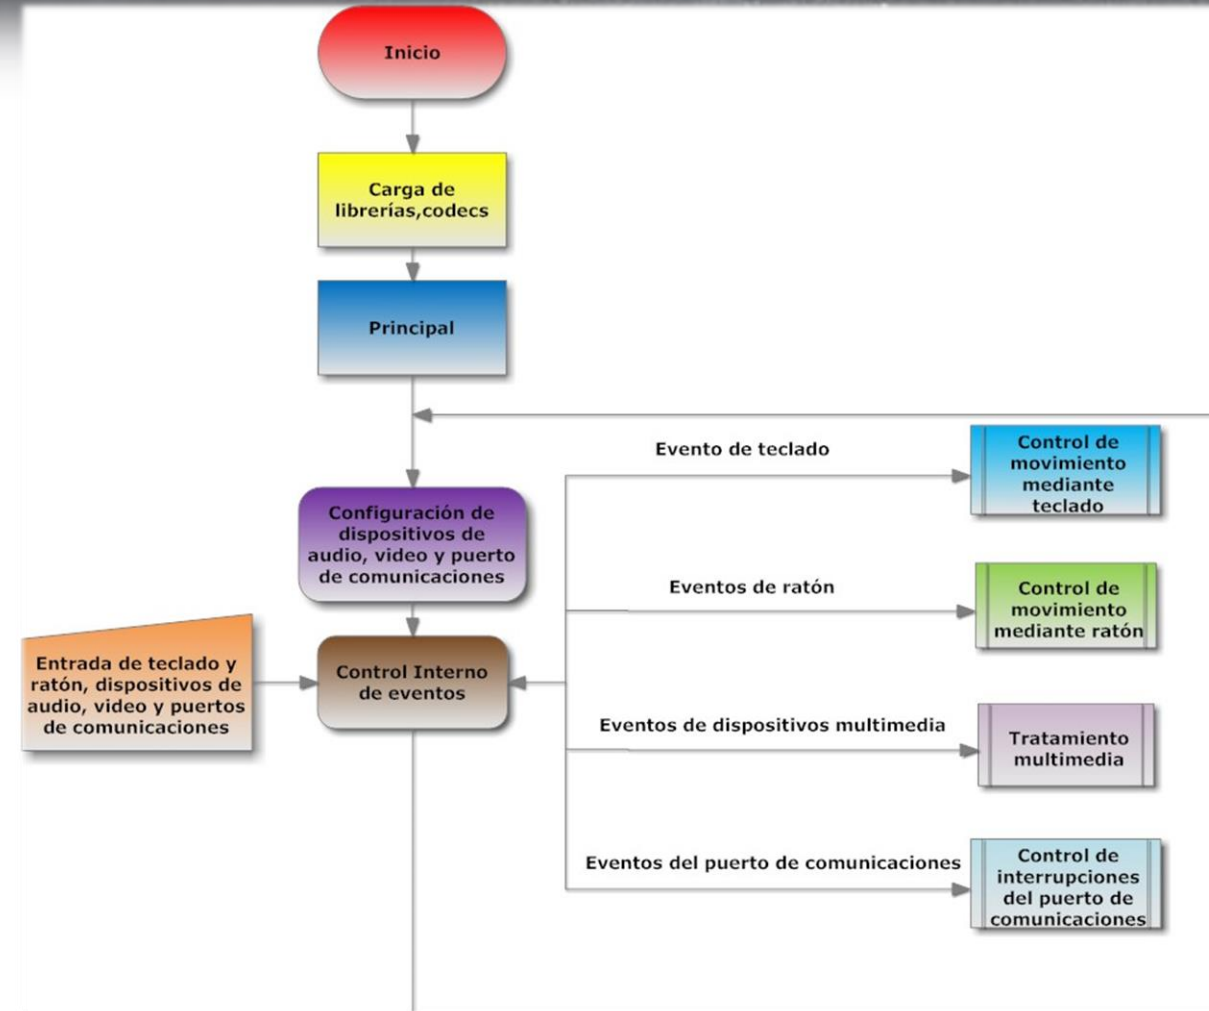 Inicio
Carga de
librerías,codecs
Principal
Evento de teclado
Control de
movimiento
mediante
teclado
Configuración de
dispositivos de
audio, video y puerto
de comunicaciones
Eventos de ratón
Control de
movimiento
mediante ratón
Entrada de teclado y
ratón, dispositivos de
audio, video y puertos
de comunicaciones
Control Interno
de eventos
Eventos de dispositivos multimedia
Tratamiento
multimedia
Eventos del puerto de comunicaciones
Control de
interrupciones
del puerto de
comunicaciones